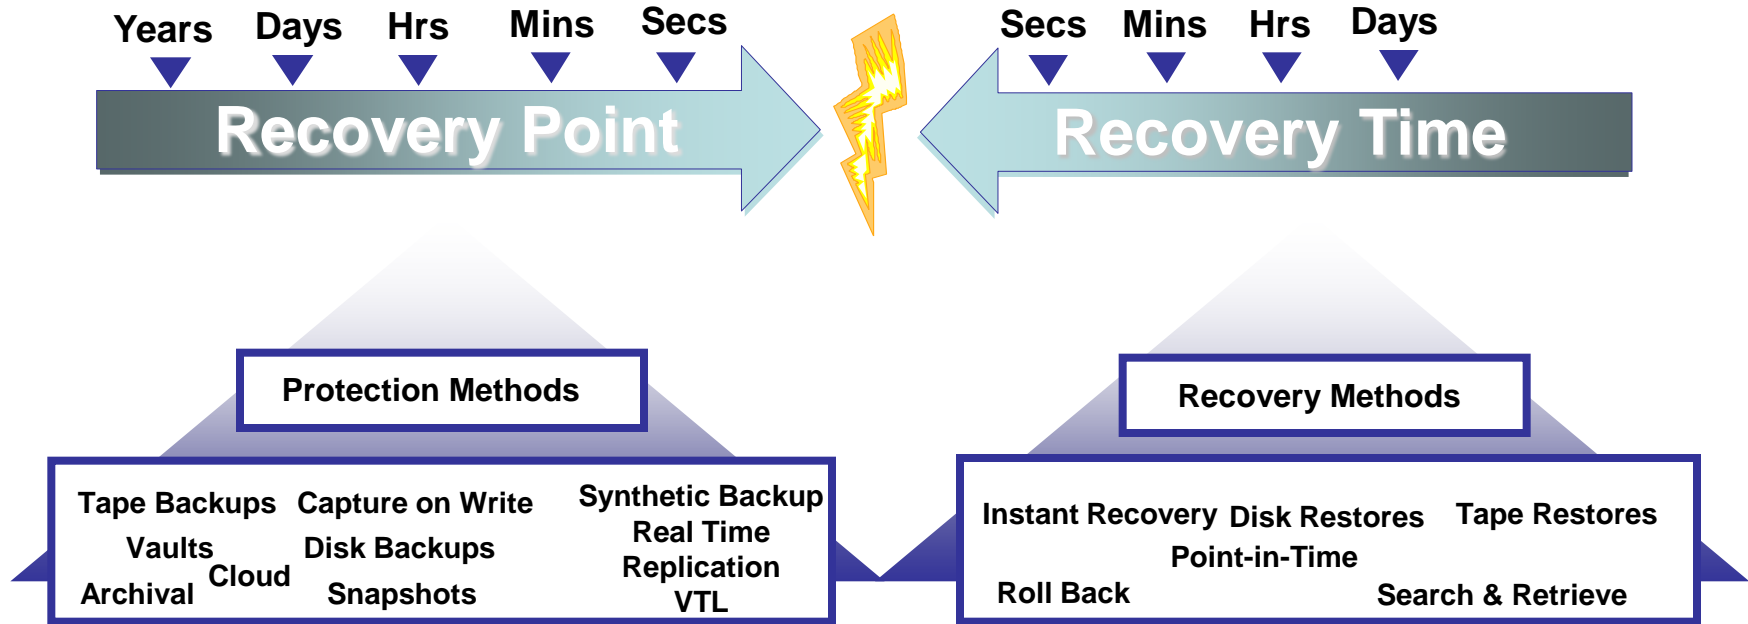 Years Days Hrs Mins Secs
Secs Mins Hrs Days
Recovery Point
Recovery Time
Protection Methods
Tape Backups
Vaults
Cloud
Archival
Capture on Write
Disk Backups
Snapshots
Synthetic Backup
Real Time
Replication
VTL
Recovery Methods
Instant Recovery
Disk Restores
Tape Restores
Point-in-Time
Roll Back
Search & Retrieve